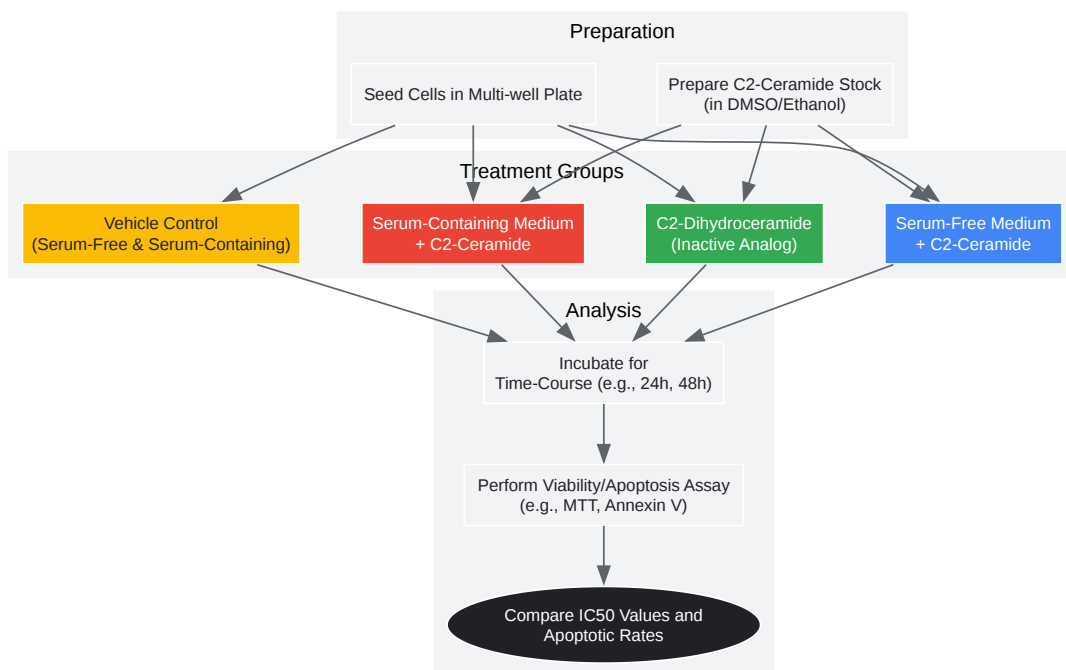 Preparation
Seed Cells in Multi-well Plate
Prepare C2-Ceramide Stock
(in DMSO/Ethanol)
Treatment Groups
Vehicle Control
(Serum-Free & Serum-Containing)
Serum-Containing Medium
+ C2-Ceramide
C2-Dihydroceramide
(Inactive Analog)
Serum-Free Medium
+ C2-Ceramide
Analysis
Incubate for
Time-Course (e.g., 24h, 48h)
Perform Viability/Apoptosis Assay
(e.g., MTT, Annexin V)
Compare IC50 Values and
Apoptotic Rates